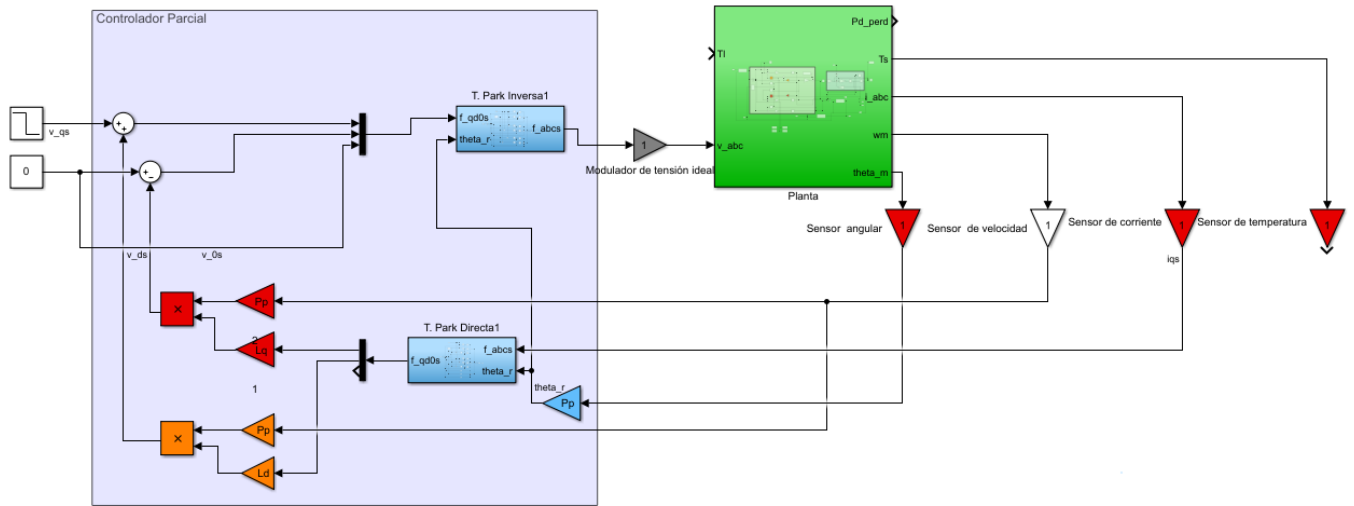 Controlador Parcial
Pd_perd
Tl
Ts
T. Park Inversa1
i_abc
f_qd0s
v_qs
f_abcs
theta_r
wm
1
v_abc
0
Modulador de tensión ideal
theta_m
Planta
Sensor angular
1
Sensor de velocidad
1
Sensor de corriente
1
Sensor de temperatura
1
v_ds
v_0s
iqs
×
Pp
T. Park Directa1
2
Lq
f_abcs
f_qd0s
theta_r
1
theta_r
Pp
×
Pp
Ld